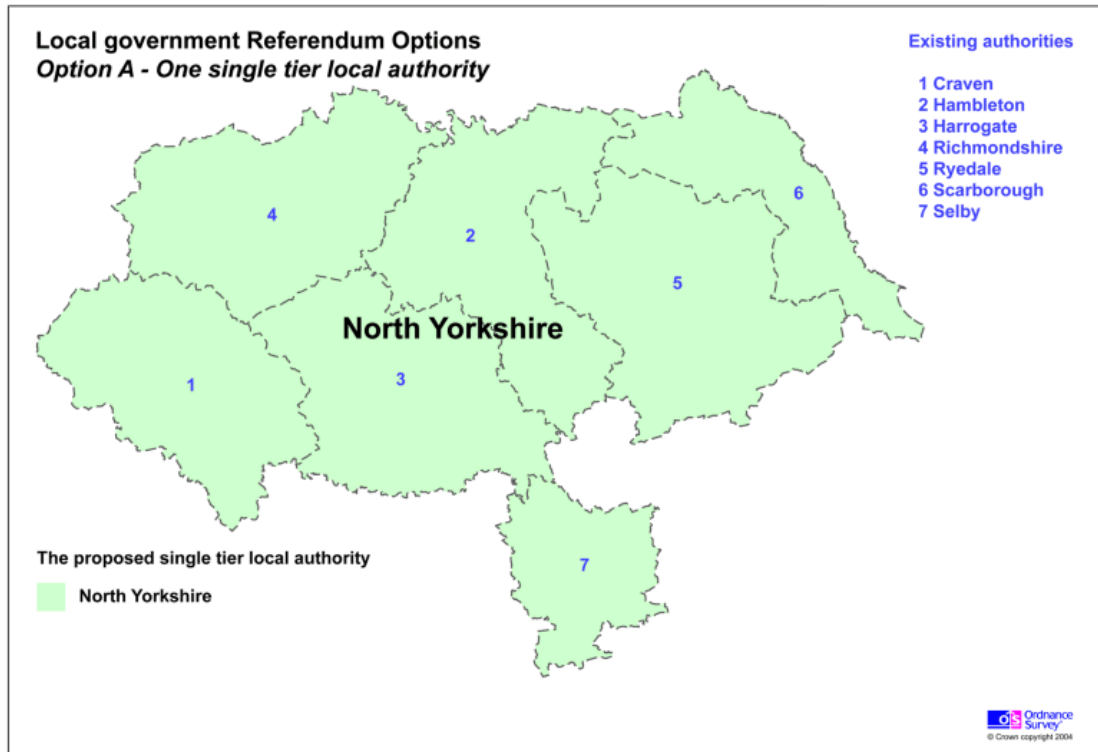 Local government Referendum Options
Option A - One single tier local authority
Existing authorities
1 Craven
2 Hambleton
3 Harrogate
4 Richmondshire
5 Ryedale
6 Scarborough
7 Selby
4
2
6
5
North Yorkshire
1
3
7
The proposed single tier local authority
North Yorkshire
OS Ordnance
Survey
© Crown copyright 2004